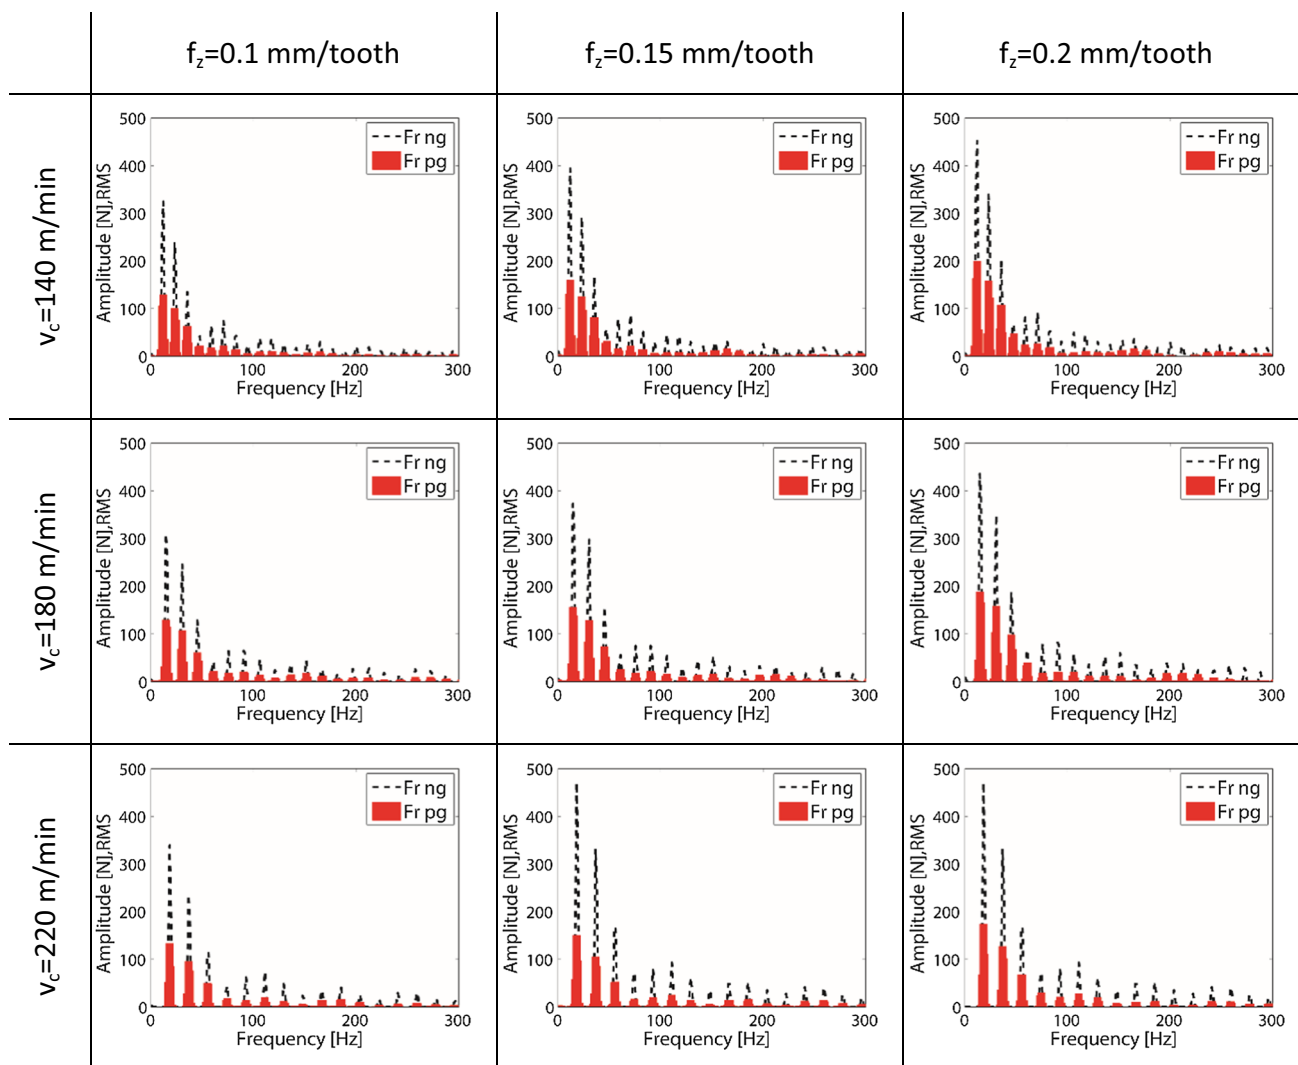 f_z=0.1 mm/tooth
f_z=0.15 mm/tooth
f_z=0.2 mm/tooth
v_c=140 m/min
Amplitude [N],RMS
500
400
300
200
100
0
Fr ng
Fr pg
0 100 200 300
Frequency [Hz]
Amplitude [N],RMS
500
400
300
200
100
0
Fr ng
Fr pg
0 100 200 300
Frequency [Hz]
Amplitude [N],RMS
500
400
300
200
100
0
Fr ng
Fr pg
0 100 200 300
Frequency [Hz]
v_c=180 m/min
Amplitude [N],RMS
500
400
300
200
100
0
Fr ng
Fr pg
0 100 200 300
Frequency [Hz]
Amplitude [N],RMS
500
400
300
200
100
0
Fr ng
Fr pg
0 100 200 300
Frequency [Hz]
Amplitude [N],RMS
500
400
300
200
100
0
Fr ng
Fr pg
0 100 200 300
Frequency [Hz]
v_c=220 m/min
Amplitude [N],RMS
500
400
300
200
100
0
Fr ng
Fr pg
0 100 200 300
Frequency [Hz]
Amplitude [N],RMS
500
400
300
200
100
0
Fr ng
Fr pg
0 100 200 300
Frequency [Hz]
Amplitude [N],RMS
500
400
300
200
100
0
Fr ng
Fr pg
0 100 200 300
Frequency [Hz]